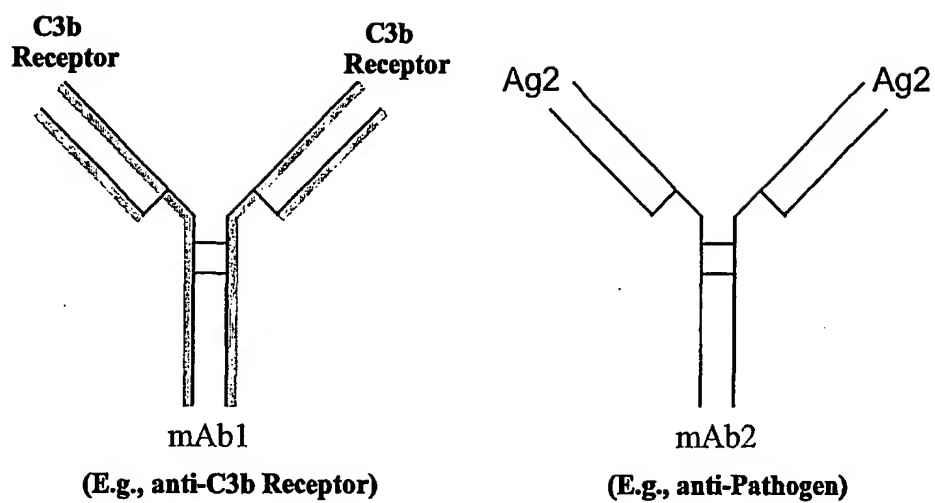 C3b
Receptor
C3b
Receptor
Ag2
Ag2
mAb1
(E.g., anti-C3b Receptor)
mAb2
(E.g., anti-Pathogen)